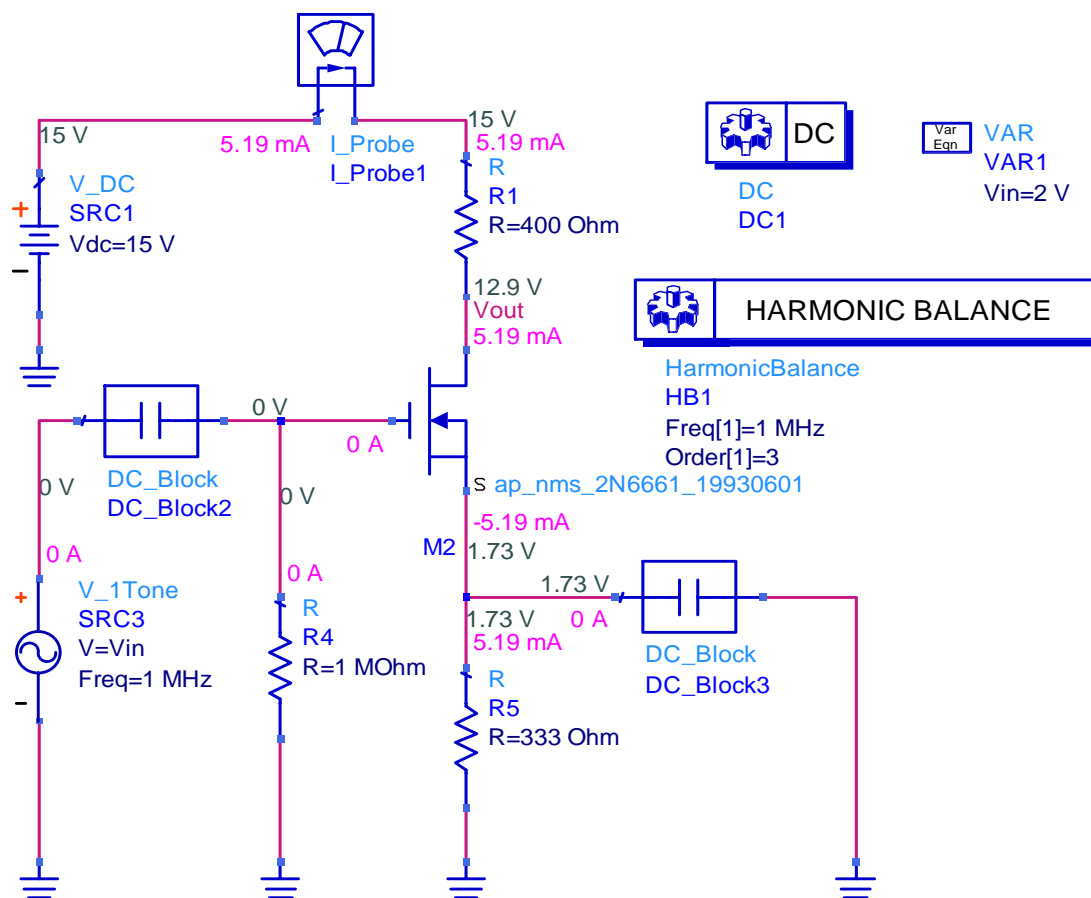 15 V
5.19 mA
I_Probe
I_Probe1
15 V
5.19 mA
R
R1
R=400 Ohm
V_DC
SRC1
Vdc=15 V
+
−
DC
DC
DC1
Var
Eqn
VAR
VAR1
Vin=2 V
12.9 V
Vout
5.19 mA
HARMONIC BALANCE
HarmonicBalance
HB1
Freq[1]=1 MHz
Order[1]=3
0 V
DC_Block
DC_Block2
0 V
0 A
0 V
0 A
S ap_nms_2N6661_19930601
-5.19 mA
M2
1.73 V
0 A
+
−
V_1Tone
SRC3
V=Vin
Freq=1 MHz
R
R4
R=1 MOhm
1.73 V
5.19 mA
R
R5
R=333 Ohm
1.73 V
0 A
DC_Block
DC_Block3